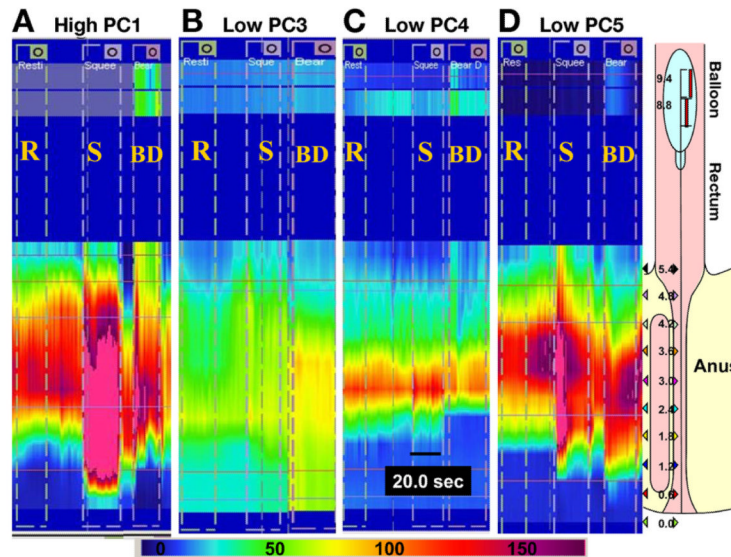 A High PC1
B Low PC3
C Low PC4
D Low PC5
Resti
Squee
Bear
Resti
Sque
Bear
Rest
Squee
Bear D
Res
Squee
Bear
R S BD
R S BD
R S BD
R S BD
9.4
8.8
Balloon
Rectum
5.4
4.8
4.2
3.6
3.0
2.4
1.8
1.2
0.6
0.0
Anus
20.0 sec
0 50 100 150